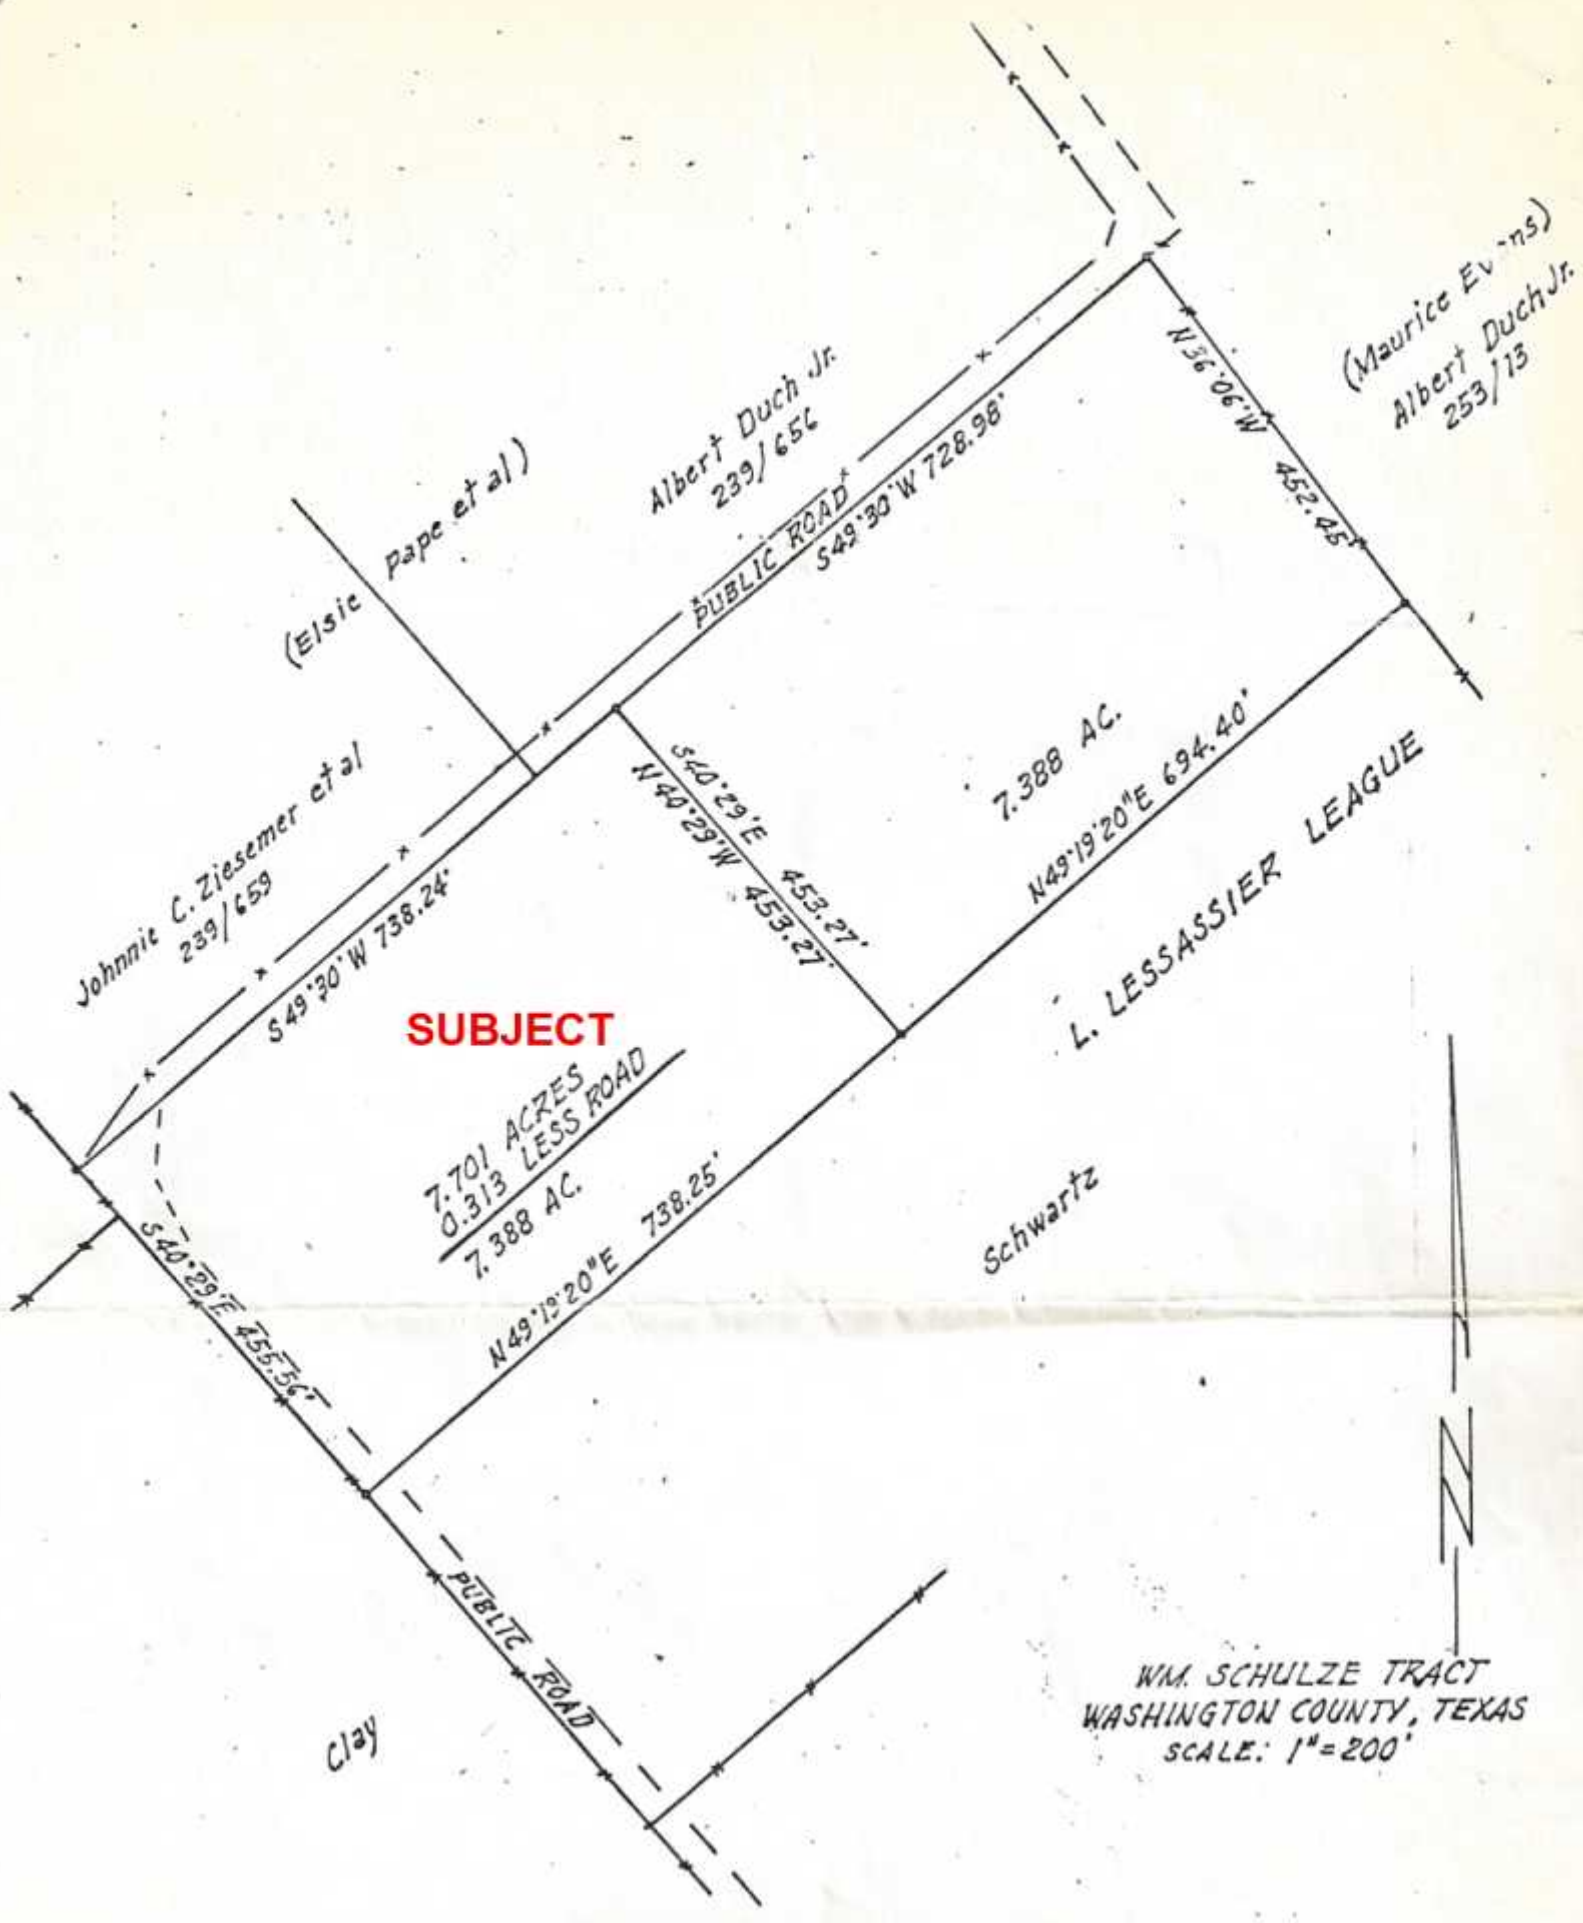 (Maurice
Albert Duch Jr.
253/13
N36°06'W 452.45'
Albert Duch Jr.
239/656
PUBLIC ROAD
S49°30'W 728.98'
(Elsie Pape et al)
Johnnie C. Ziesemer et al
239/659
S49°30'W 738.24'
S40°29'E 453.27'
N40°29'W 453.27'
7.388 AC.
N49°19'20"E 694.40'
L. LESSASSIER LEAGUE
SUBJECT
7.701 ACRES
0.313 LESS ROAD
7.388 AC.
N49°19'20"E 738.25'
S40°29'E 455.56'
Schwartz
PUBLIC ROAD
Clay
N
WM. SCHULZE TRACT
WASHINGTON COUNTY, TEXAS
SCALE: 1"=200'